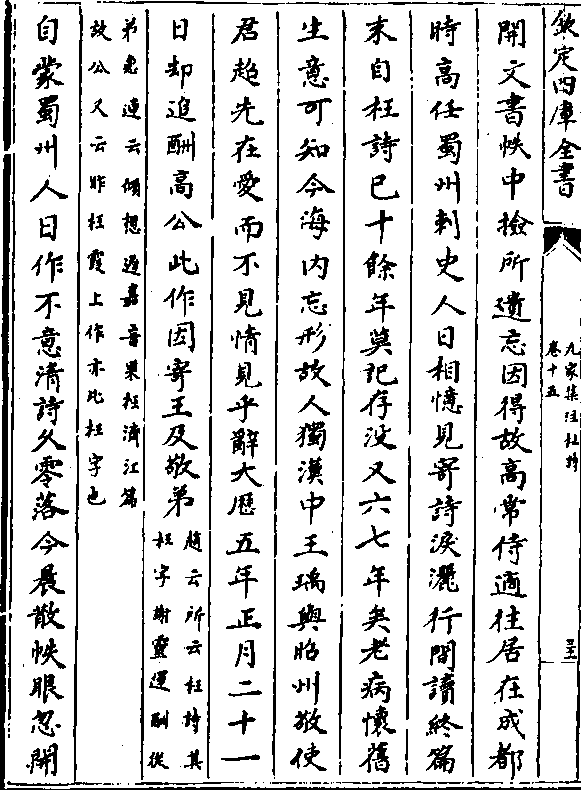 欽定四庫全書
九家集注杜詩
卷十五
開文書帙中檢所遺忘因得故高常侍適往居在成都
時高任蜀州刺史人日相憶見寄詩淚灑行間讀終篇
末自枉詩已十餘年莫記存沒又六七年矣老病懷舊
生意可知今海內忘形故人獨漢中王瑀與昭州敬使
君超先在愛而不見情見乎辭大歷五年正月二十一
日却追酬高公此作因寄王及敬弟
趙云所云枉詩其
枉字謝靈運酬從
弟惠連云傾想遲嘉音果枉濟江篇
故公又云昨枉霞上作亦此枉字也
自蒙蜀州人日作不意清詩久零落今晨散帙眼忽開